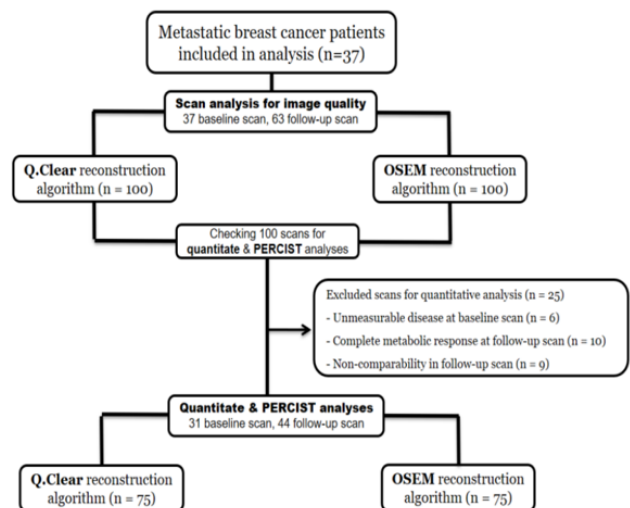 Metastatic breast cancer patients
included in analysis (n=37)
Scan analysis for image quality
37 baseline scan, 63 follow-up scan
Q.Clear reconstruction
algorithm (n = 100)
OSEM reconstruction
algorithm (n = 100)
Checking 100 scans for
quantitate & PERCIST analyses
Excluded scans for quantitative analysis (n = 25)
- Unmeasurable disease at baseline scan (n = 6)
- Complete metabolic response at follow-up scan (n = 10)
- Non-comparability in follow-up scan (n = 9)
Quantitate & PERCIST analyses
31 baseline scan, 44 follow-up scan
Q.Clear reconstruction
algorithm (n = 75)
OSEM reconstruction
algorithm (n = 75)